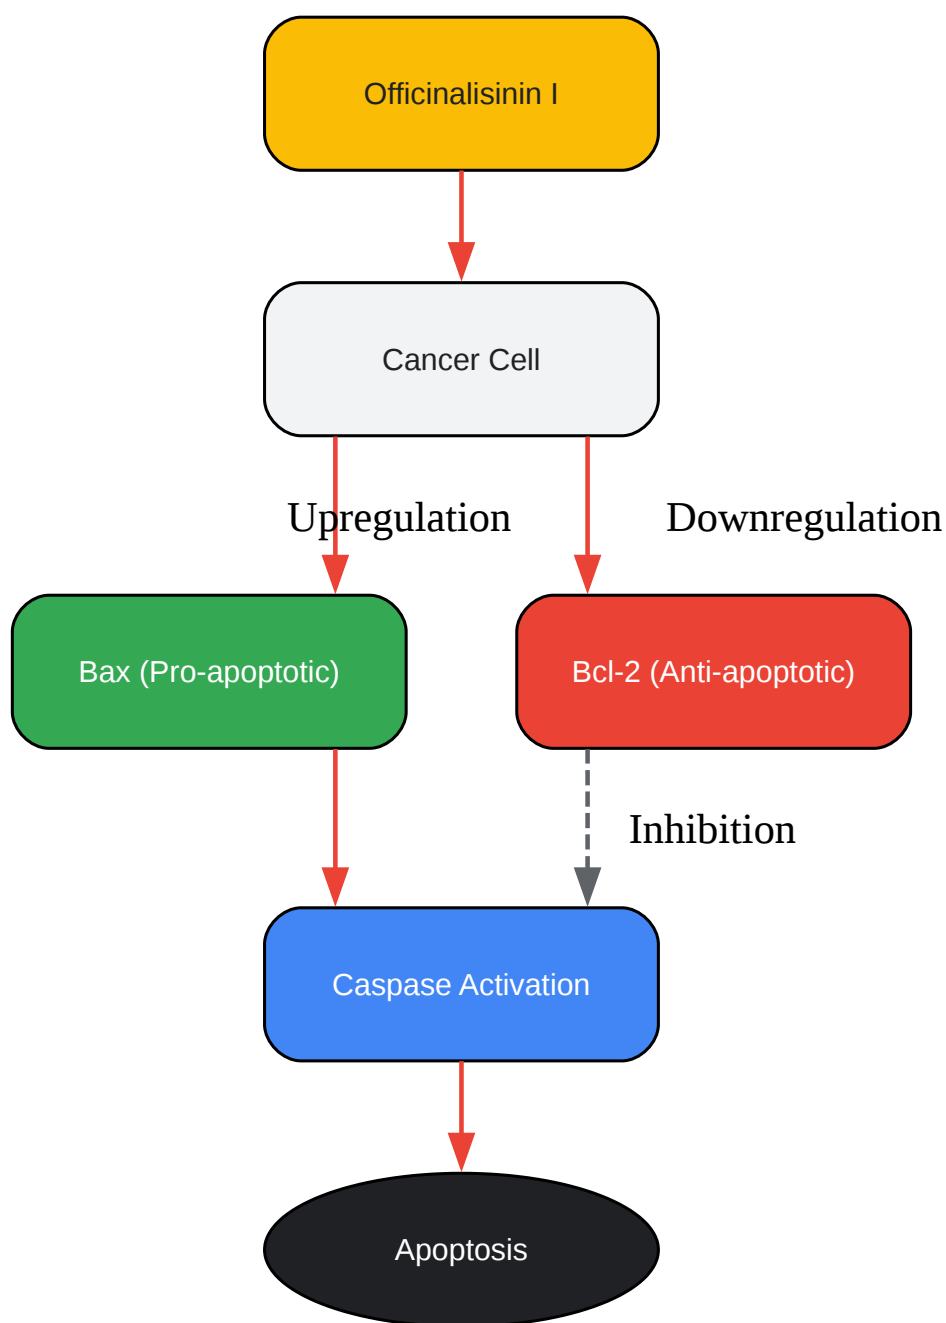 Officinalisinin I
Cancer Cell
Upregulation
Downregulation
Bax (Pro-apoptotic)
Bcl-2 (Anti-apoptotic)
Inhibition
Caspase Activation
Apoptosis